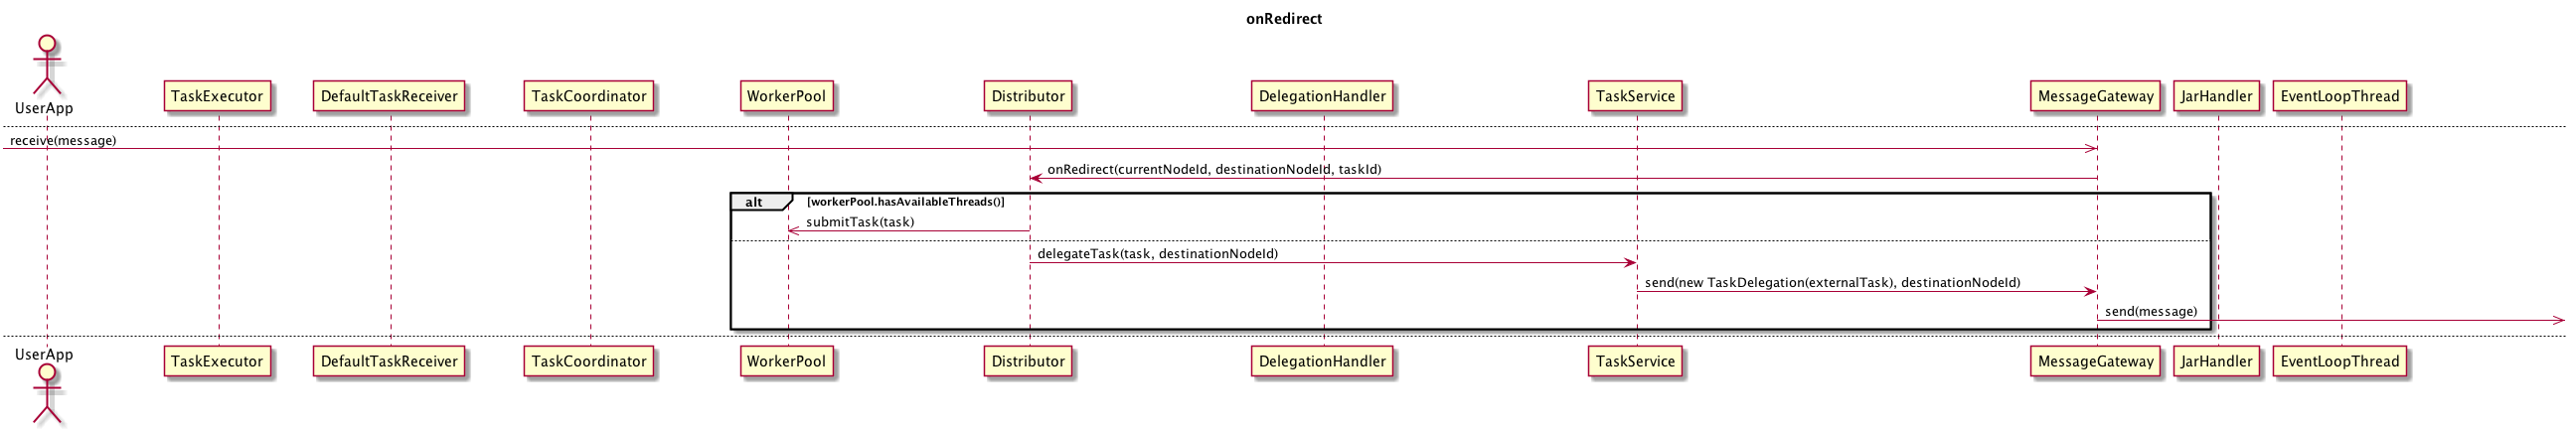 onRedirect
UserApp
TaskExecutor
DefaultTaskReceiver
TaskCoordinator
WorkerPool
Distributor
DelegationHandler
TaskService
MessageGateway
JarHandler
EventLoopThread
receive(message)
onRedirect(currentNodeId, destinationNodeId, taskId)
alt
[workerPool.hasAvailableThreads()]
submitTask(task)
delegateTask(task, destinationNodeId)
send(new TaskDelegation(externalTask), destinationNodeId)
send(message)
UserApp
TaskExecutor
DefaultTaskReceiver
TaskCoordinator
WorkerPool
Distributor
DelegationHandler
TaskService
MessageGateway
JarHandler
EventLoopThread